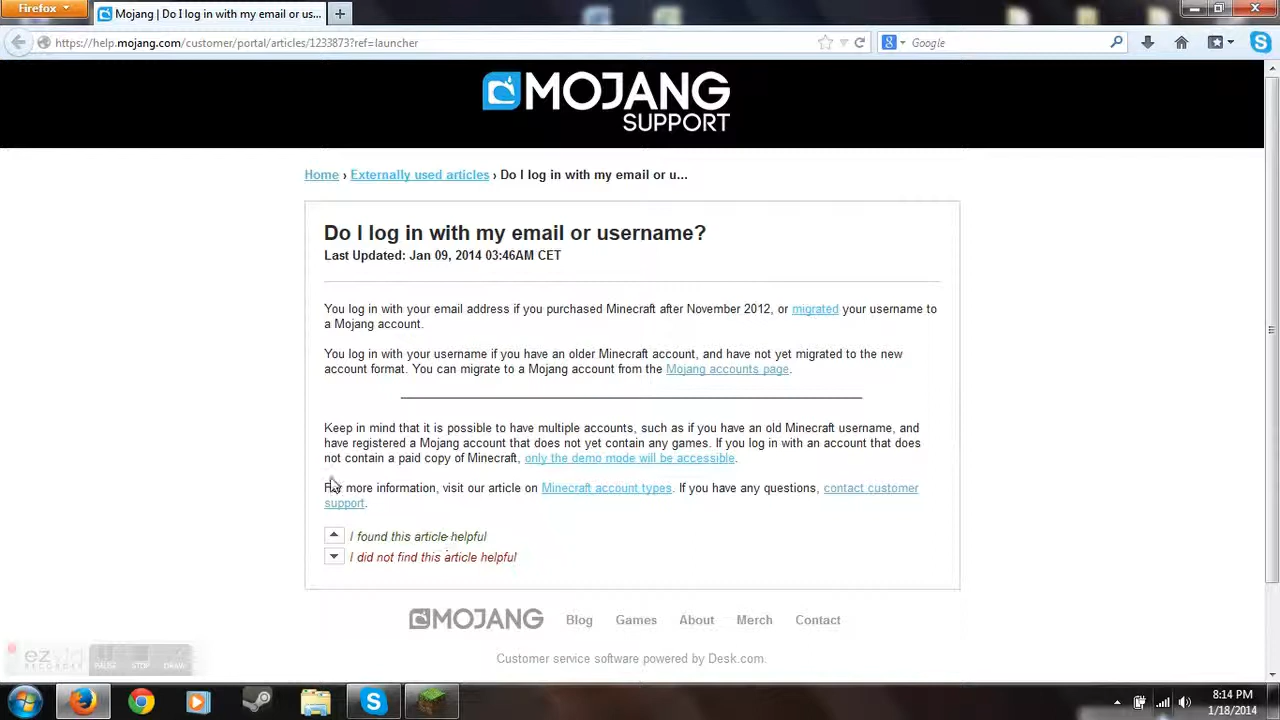 Firefox
Mojang | Do I log in with my email or us...
https://help.mojang.com/customer/portal/articles/1233873?ref=launcher
Google
MOJANG
SUPPORT
Home › Externally used articles › Do I log in with my email or u...
Do I log in with my email or username?
Last Updated: Jan 09, 2014 03:46AM CET
You log in with your email address if you purchased Minecraft after November 2012, or migrated your username to
a Mojang account.
You log in with your username if you have an older Minecraft account, and have not yet migrated to the new
account format. You can migrate to a Mojang account from the Mojang accounts page.
Keep in mind that it is possible to have multiple accounts, such as if you have an old Minecraft username, and
have registered a Mojang account that does not yet contain any games. If you log in with an account that does
not contain a paid copy of Minecraft, only the demo mode will be accessible.
For more information, visit our article on Minecraft account types. If you have any questions, contact customer
support.
I found this article helpful
I did not find this article helpful
MOJANG Blog Games About Merch Contact
Customer service software powered by Desk.com.
ezvid
RECORDER PAUSE STOP DRAW
8:14 PM
1/18/2014